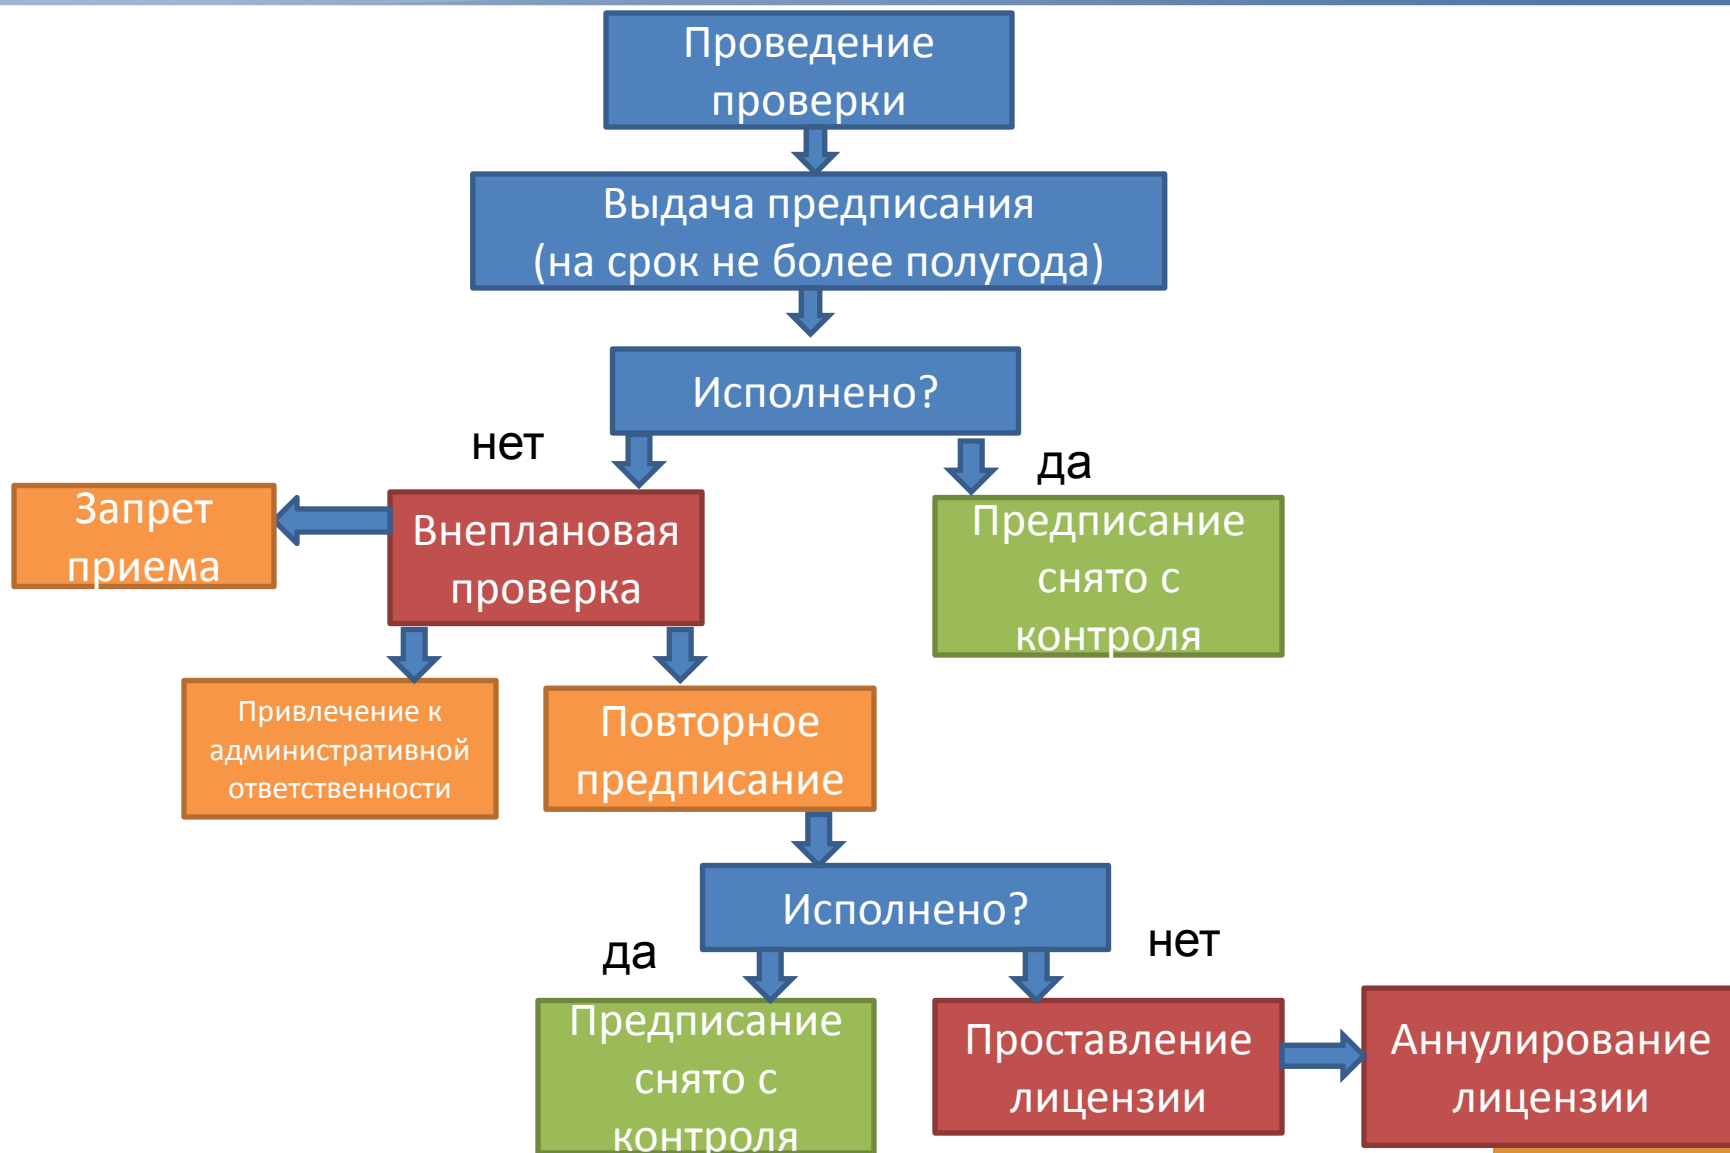 Проведение
проверки
Выдача предписания
(на срок не более полугода)
Исполнено?
нет
да
Запрет
приема
Внеплановая
проверка
Предписание
снято с
контроля
Привлечение к
административной
ответственности
Повторное
предписание
Исполнено?
да
нет
Предписание
снято с
контроля
Проставление
лицензии
Аннулирование
лицензии